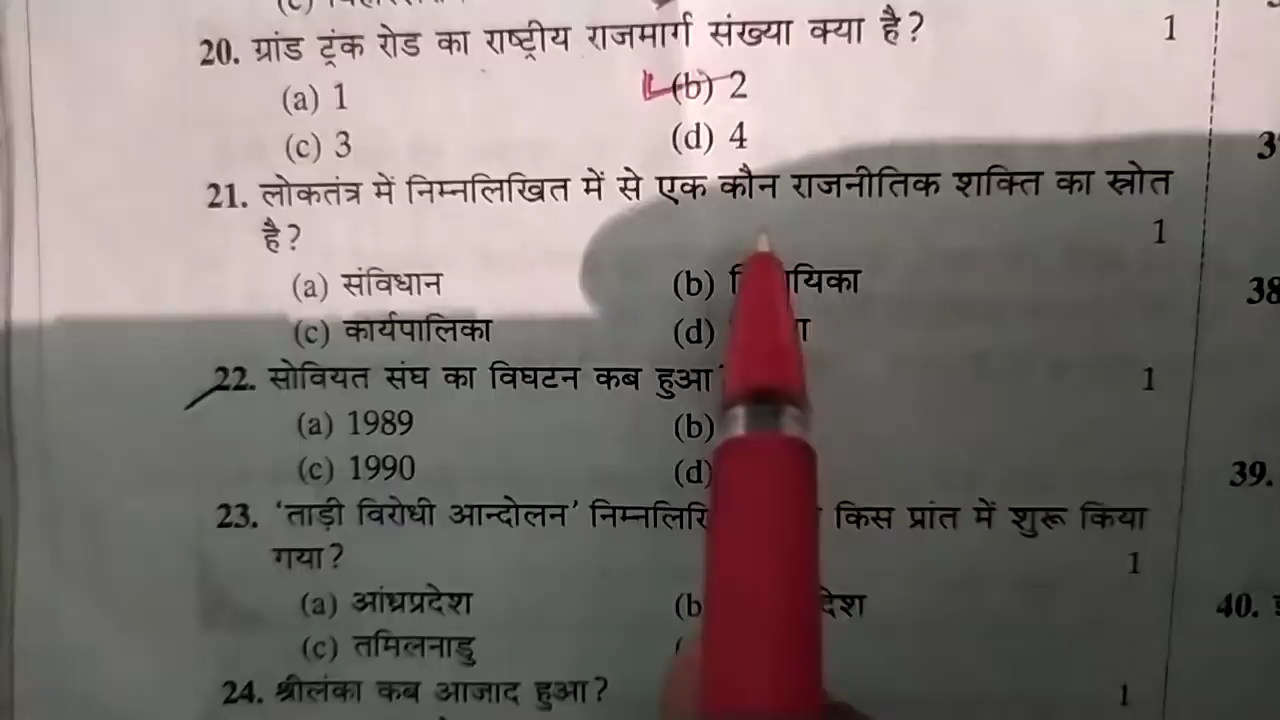 20. ग्रांड ट्रंक रोड का राष्ट्रीय राजमार्ग संख्या क्या है? 1
(a) 1 (b) 2
(c) 3 (d) 4
21. लोकतंत्र में निम्नलिखित में से एक कौन राजनीतिक शक्ति का स्रोत
है? 1
(a) संविधान (b)
(c) कार्यपालिका (d)
22. सोवियत संघ का विघटन कब हुआ 1
(a) 1989 (b)
(c) 1990 (d)
23. 'ताड़ी विरोधी आन्दोलन' किस प्रांत में शुरू किया
गया? 1
(a) आंध्रप्रदेश (b
(c) तमिलनाडु
24. श्रीलंका कब आजाद हुआ? 1
38
39.
40.